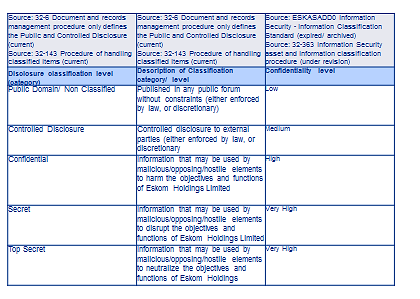 Source: 32-6 Document and records
management procedure only defines
the Public and Controlled Disclosure
(current)
Source: 32-143 Procedure of handling
classified items (current)
Source: 32-6 Document and records
management procedure only defines
the Public and Controlled Disclosure
(current)
Source: 32-143 Procedure of handling
classified items (current)
Source: ESKASAD0 Information
Security - Information Classification
Standard (expired/ archived)
Source: 32-363 Information Security
asset and information classification
procedure (under revision)
Disclosure classification level
(category)
Description of Classification
category/ level
Confidentiality level
Public Domain/ Non Classified
Published in any public forum
without constraints (either enforced
by law, or discretionary)
Low
Controlled Disclosure
Controlled disclosure to external
parties (either enforced by law, or
discretionary
Medium
Confidential
Information that may be used by
malicious/opposing/hostile elements
to harm the objectives and functions
of Eskom Holdings Limited
High
Secret
Information that may be used by
malicious/opposing/hostile elements
to disrupt the objectives and
functions of Eskom Holdings Limited
Very High
Top Secret
Information that may be used by
malicious/opposing/hostile elements
to neutralize the objectives and
functions of Eskom Holdings
Very High